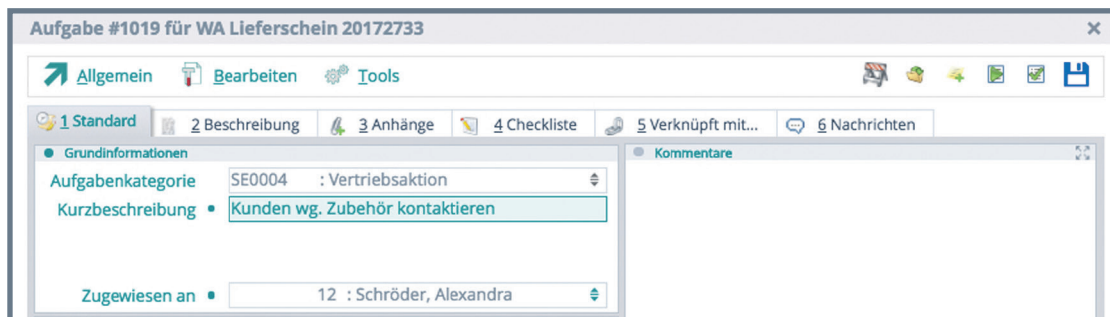 Aufgabe #1019 für WA Lieferschein 20172733
Allgemein Bearbeiten Tools
1 Standard 2 Beschreibung 3 Anhänge 4 Checkliste 5 Verknüpft mit... 6 Nachrichten
Grundinformationen Kommentare
Aufgabenkategorie SE0004 : Vertriebsaktion
Kurzbeschreibung Kunden wg. Zubehör kontaktieren
Zugewiesen an 12 : Schröder, Alexandra